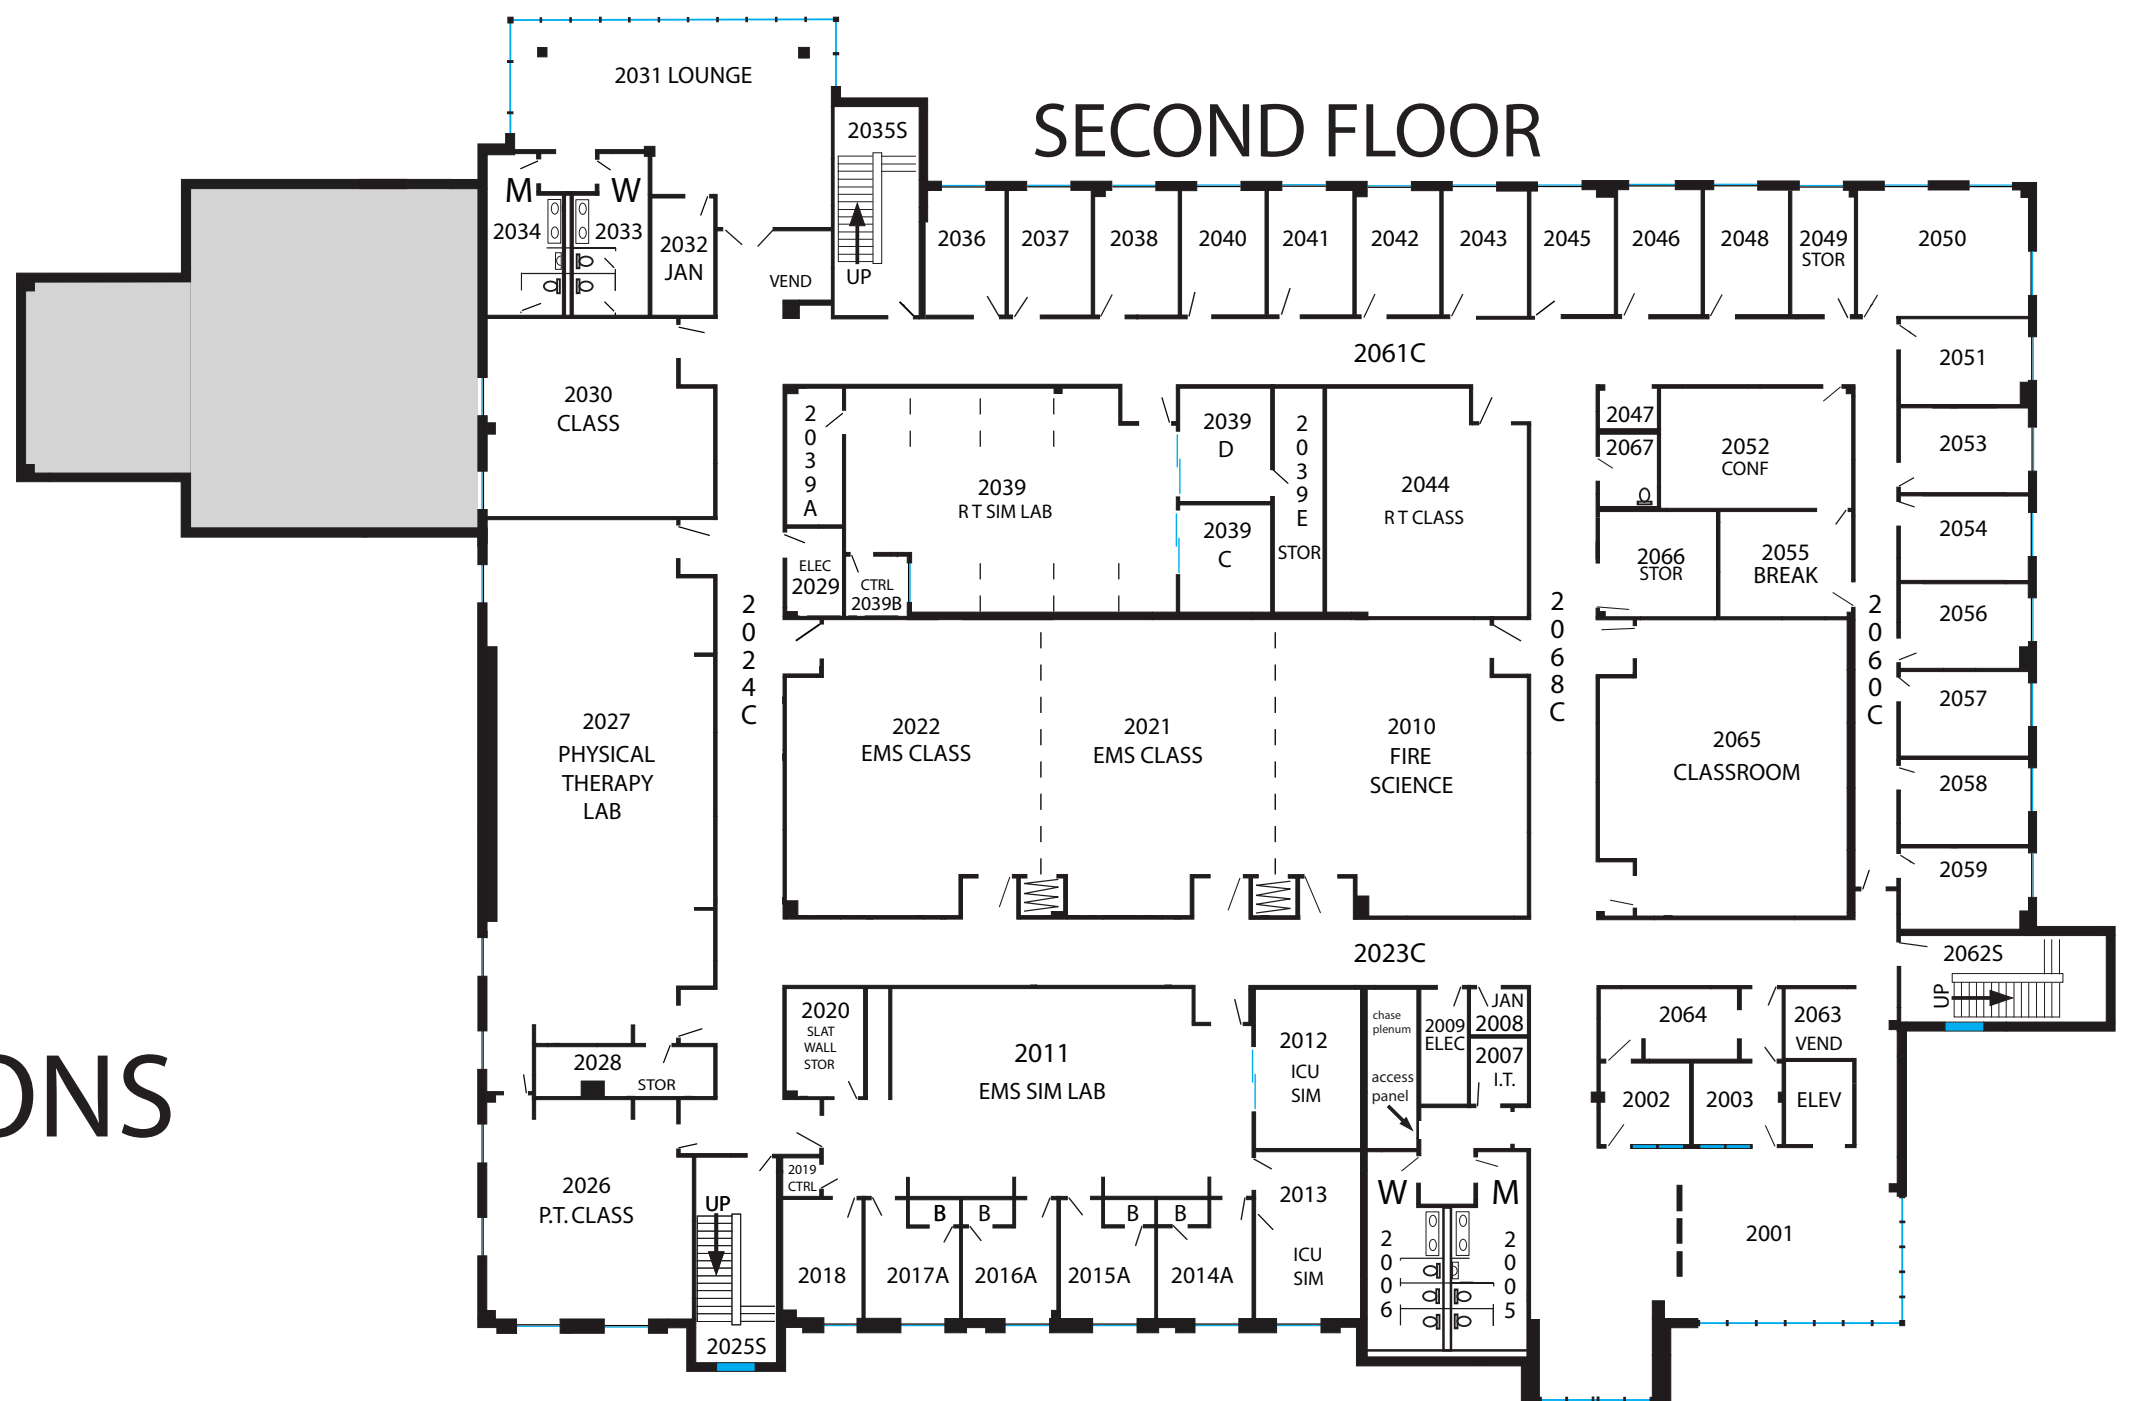 SECOND FLOOR
2031 LOUNGE
2035S
UP
M
W
2034
2033
2032
JAN
VEND
2036
2037
2038
2040
2041
2042
2043
2045
2046
2048
2049
STOR
2050
2061C
2051
2053
2054
2056
2057
2058
2059
2030
CLASS
2039A
2039
R T SIM LAB
2039
D
2039
C
2039E
STOR
2044
R T CLASS
2047
2067
2052
CONF
2066
STOR
2055
BREAK
ELEC
2029
CTRL
2039B
2024C
2068C
2060C
2027
PHYSICAL
THERAPY
LAB
2022
EMS CLASS
2021
EMS CLASS
2010
FIRE
SCIENCE
2065
CLASSROOM
2023C
2062S
UP
2028
STOR
2020
SLAT
WALL
STOR
2011
EMS SIM LAB
2012
ICU
SIM
chase
plenum
access
panel
2009
ELEC
JAN
2008
2007
I.T.
2064
2063
VEND
2002
2003
ELEV
ONS
2026
P.T. CLASS
UP
2025S
2019
CTRL
2018
B
B
B
B
2017A
2016A
2015A
2014A
2013
ICU
SIM
W
M
2006
2005
2001